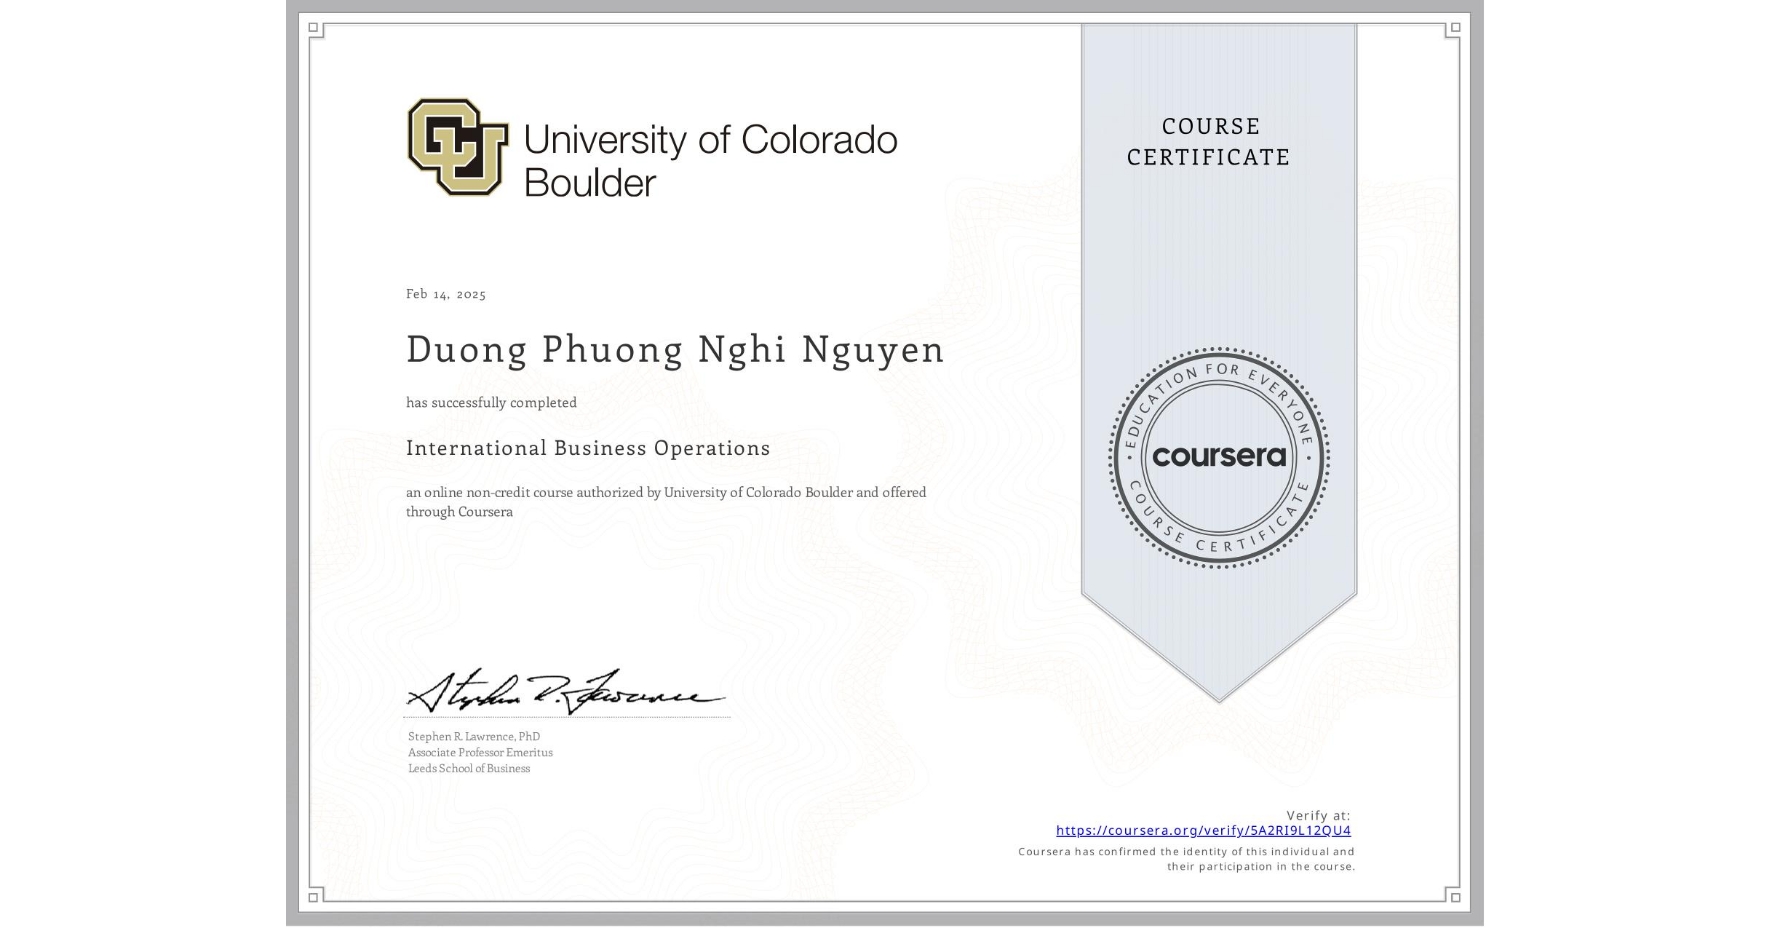 University of Colorado
Boulder
COURSE
CERTIFICATE
Feb 14, 2025
Duong Phuong Nghi Nguyen
has successfully completed
International Business Operations
an online non-credit course authorized by University of Colorado Boulder and offered
through Coursera
EDUCATION FOR EVERYONE
coursera
COURSE CERTIFICATE
Stephen R. Lawrence, PhD
Associate Professor Emeritus
Leeds School of Business
Verify at:
https://coursera.org/verify/5A2RI9L12QU4
Coursera has confirmed the identity of this individual and
their participation in the course.